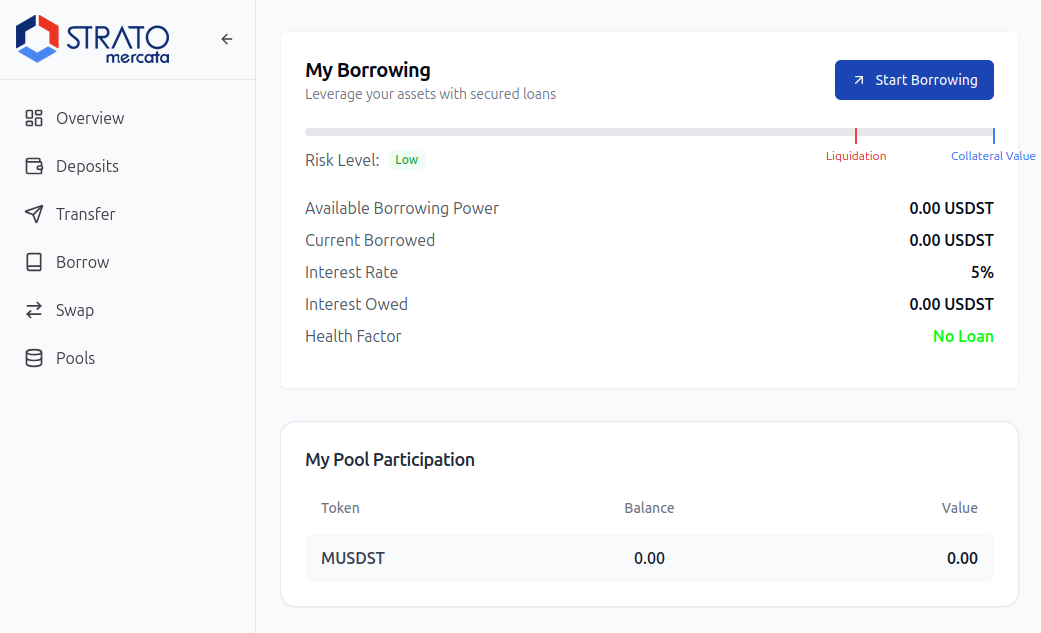 STRATO
mercata
Overview
Deposits
Transfer
Borrow
Swap
Pools
My Borrowing
Leverage your assets with secured loans
Start Borrowing
Liquidation
Collateral Value
Risk Level: Low
Available Borrowing Power 0.00 USDST
Current Borrowed 0.00 USDST
Interest Rate 5%
Interest Owed 0.00 USDST
Health Factor No Loan
My Pool Participation
Token Balance Value
MUSDST 0.00 0.00